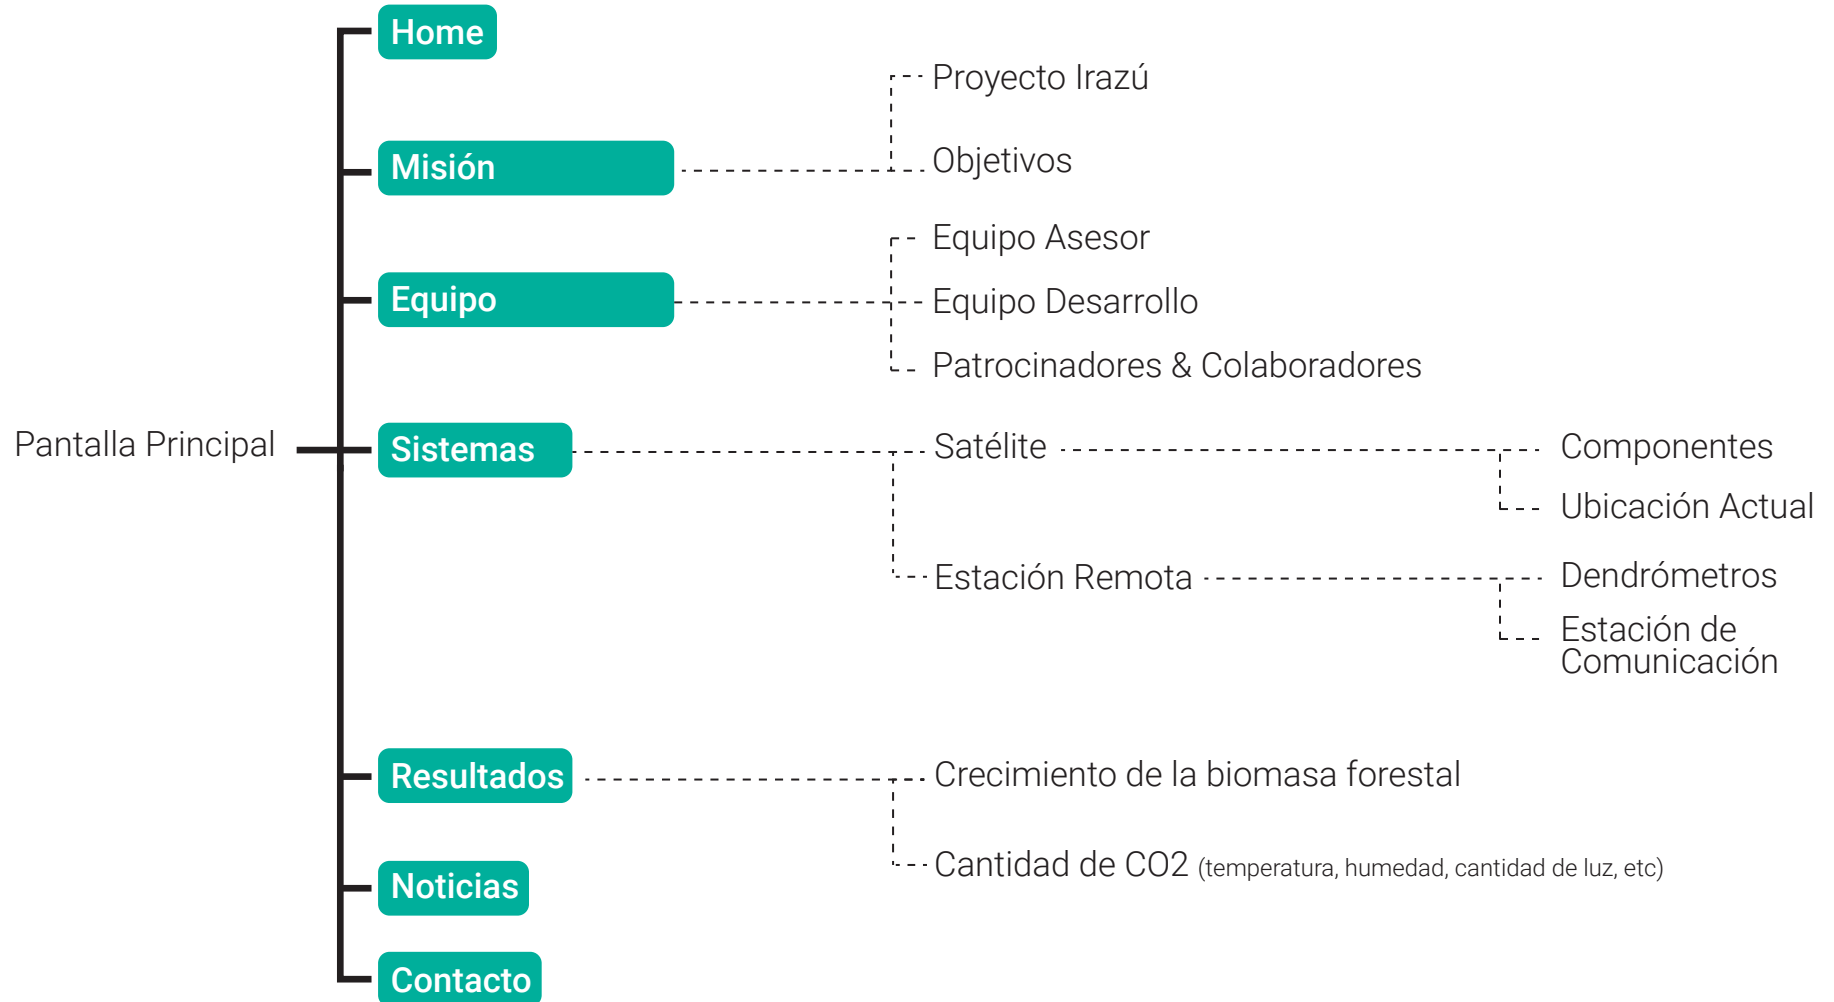 Home
Proyecto Irazú
Misión
Objetivos
Equipo Asesor
Equipo
Equipo Desarrollo
Patrocinadores & Colaboradores
Pantalla Principal
Sistemas
Satélite
Componentes
Ubicación Actual
Estación Remota
Dendrómetros
Estación de
Comunicación
Resultados
Crecimiento de la biomasa forestal
Cantidad de CO2 (temperatura, humedad, cantidad de luz, etc)
Noticias
Contacto